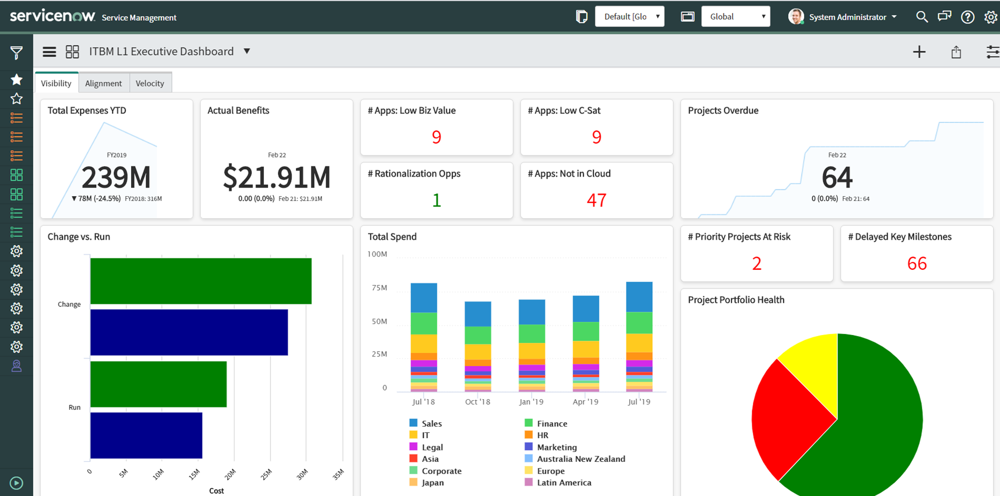 servicenow Service Management
Default [Glo
Global
System Administrator
ITBM L1 Executive Dashboard
Visibility
Alignment
Velocity
Total Expenses YTD
FY2019
239M
▼ 78M (-24.5%) FY2018: 316M
Actual Benefits
Feb 22
$21.91M
0.00 (0.0%) Feb 21: $21.91M
# Apps: Low Biz Value
9
# Apps: Low C-Sat
9
# Rationalization Opps
1
# Apps: Not in Cloud
47
Projects Overdue
Feb 22
64
0 (0.0%) Feb 21: 64
Change vs. Run
Change
Run
0
5M
10M
15M
20M
25M
30M
35M
Cost
Total Spend
100M
75M
50M
25M
0
Jul '18
Oct '18
Jan '19
Apr '19
Jul '19
Sales
Finance
IT
HR
Legal
Marketing
Asia
Australia New Zealand
Corporate
Europe
Japan
Latin America
# Priority Projects At Risk
2
# Delayed Key Milestones
66
Project Portfolio Health